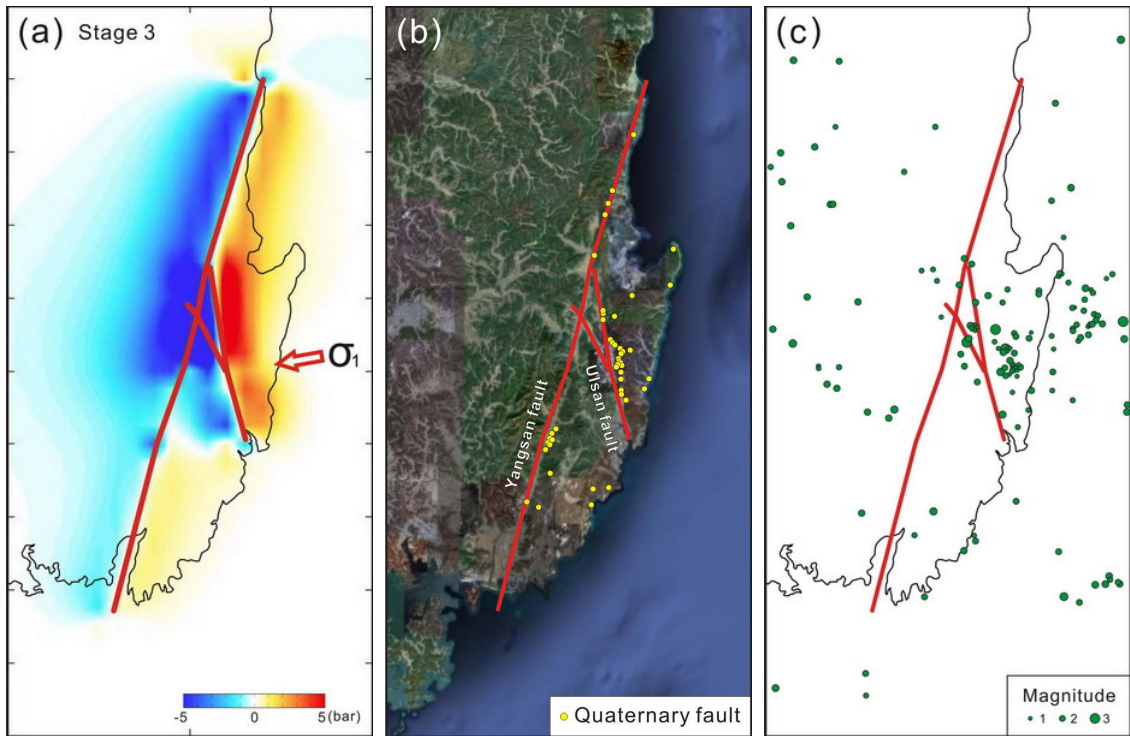 (a) Stage 3
σ1
-5 0 5(bar)
(b)
Yangsan fault
Ulsan fault
Quaternary fault
(c)
Magnitude
1 2 3